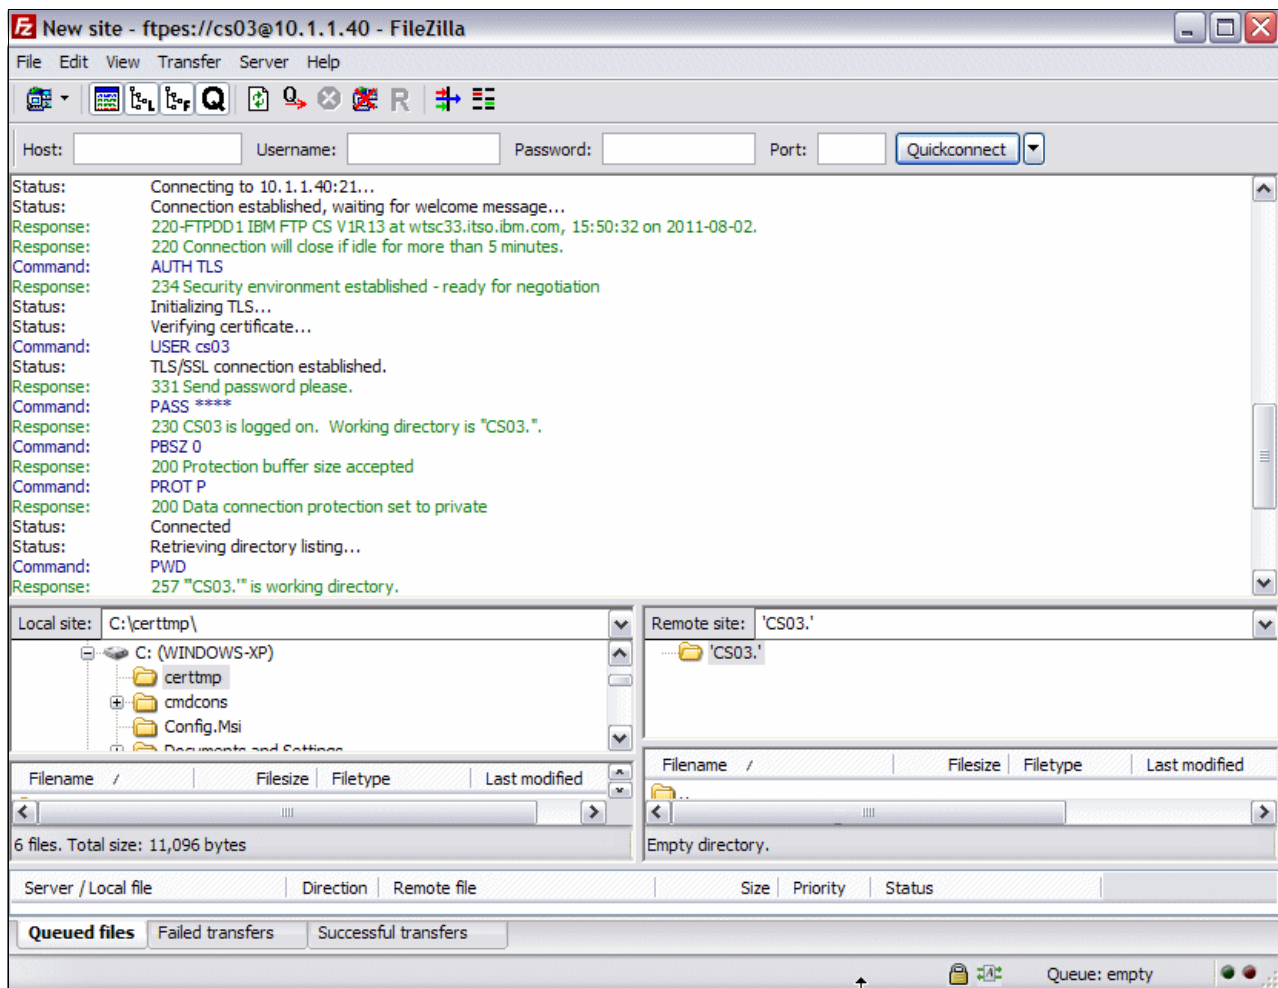 New site - ftpes://cs03@10.1.1.40 - FileZilla
File Edit View Transfer Server Help
Host: Username: Password: Port: Quickconnect
Status: Connecting to 10.1.1.40:21...
Status: Connection established, waiting for welcome message...
Response: 220-FTPDD1 IBM FTP CS V1R13 at wtsc33.itso.ibm.com, 15:50:32 on 2011-08-02.
Response: 220 Connection will close if idle for more than 5 minutes.
Command: AUTH TLS
Response: 234 Security environment established - ready for negotiation
Status: Initializing TLS...
Status: Verifying certificate...
Command: USER cs03
Status: TLS/SSL connection established.
Response: 331 Send password please.
Command: PASS ****
Response: 230 CS03 is logged on. Working directory is "CS03.".
Command: PBSZ 0
Response: 200 Protection buffer size accepted
Command: PROT P
Response: 200 Data connection protection set to private
Status: Connected
Status: Retrieving directory listing...
Command: PWD
Response: 257 "'CS03.'" is working directory.
Local site: C:\certtmp\
C: (WINDOWS-XP)
certtmp
cmdcons
Config.Msi
Documents and Settings
Filename / Filesize Filetype Last modified
6 files. Total size: 11,096 bytes
Remote site: 'CS03.'
'CS03.'
Filename / Filesize Filetype Last modified
..
Empty directory.
Server / Local file Direction Remote file Size Priority Status
Queued files Failed transfers Successful transfers
Queue: empty